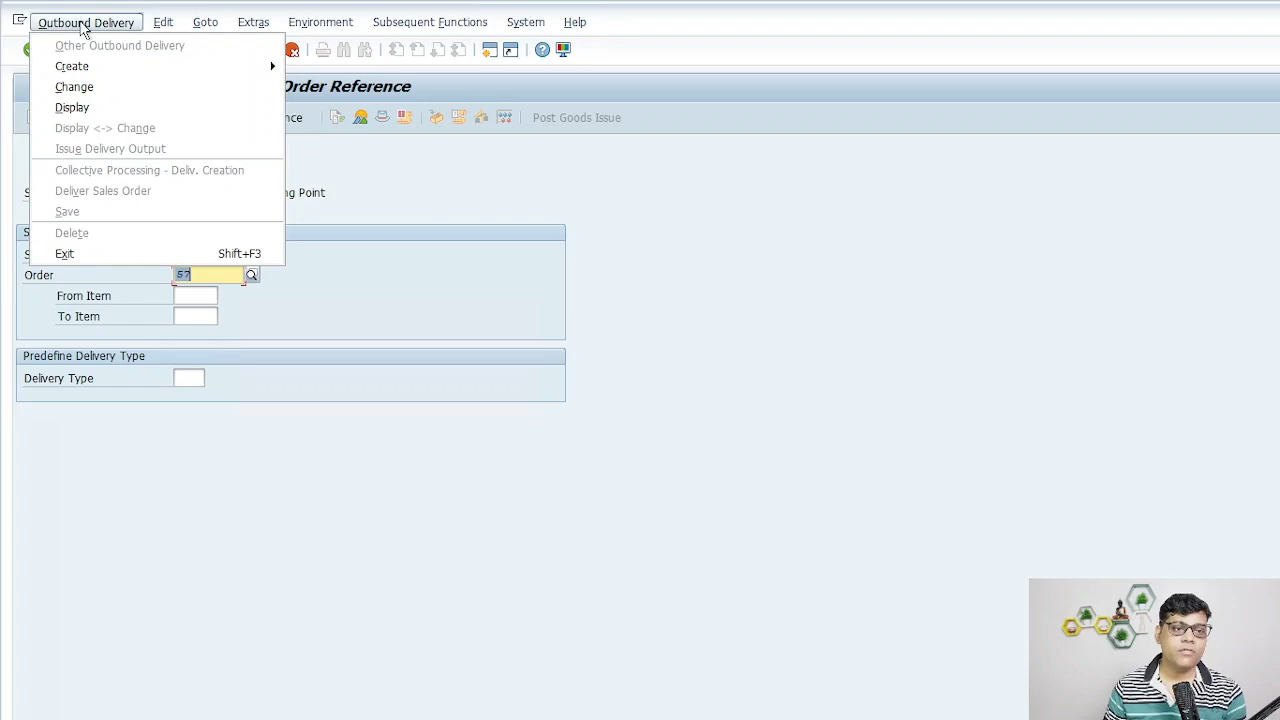 Outbound Delivery Edit Goto Extras Environment Subsequent Functions System Help
Other Outbound Delivery
Create
Change
Display
Display <-> Change
Issue Delivery Output
Collective Processing - Deliv. Creation
Deliver Sales Order
Save
Delete
Exit Shift+F3
Order Reference
nce Post Goods Issue
S ng Point
S
S
Order 57
From Item
To Item
Predefine Delivery Type
Delivery Type